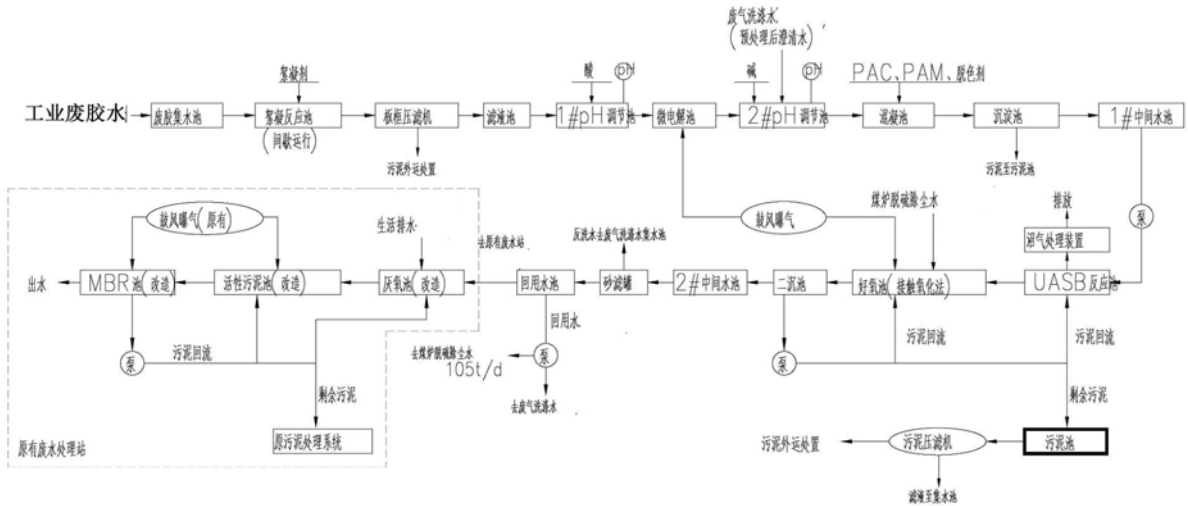 废气洗涤水
(预处理后澄清水)
絮凝剂
酸
pH
碱
pH
PAC、PAM、脱色剂
工业废胶水
废胶集水池
絮凝反应池
(间歇运行)
板框压滤机
滤液池
1#pH调节池
微电解池
2#pH调节池
混凝池
沉淀池
1#中间水池
污泥外运处置
污泥至污泥池
鼓风曝气(原有)
生活排水
去原有废水站
反洗水去废气洗涤水集水池
鼓风曝气
煤炉脱硫除尘水
排放
沼气处理装置
泵
出水
MBR池(改造)
活性污泥池(改造)
厌氧池(改造)
回用水池
砂滤罐
2#中间水池
二沉池
好氧池(接触氧化法)
UASB反应池
回用水
泵
污泥回流
去煤炉脱硫除尘水
105t/d
泵
泵
污泥回流
污泥回流
剩余污泥
去废气洗涤水
剩余污泥
原有废水处理站
原污泥处理系统
污泥外运处置
污泥压滤机
污泥池
滤液至集水池